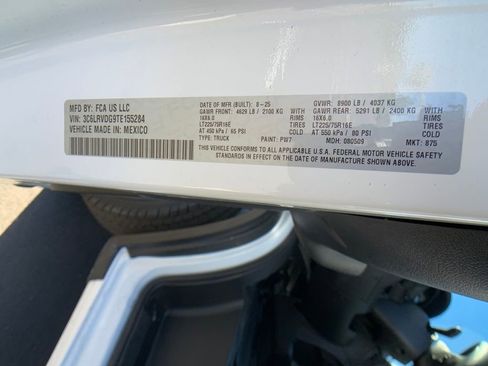 MFD BY: FCA US LLC
VIN: 3C6LRVDG9TE155284
VEHICLE MADE IN: MEXICO
DATE OF MFR (BUILT): 8-25 GVWR: 8900 LB / 4037 KG
GAWR FRONT: 4629 LB / 2100 KG GAWR REAR: 5291 LB / 2400 KG
16X6.0 RIMS 16X6.0 RIMS
LT225/75R16E TIRES LT225/75R16E TIRES
AT 450 kPa / 65 PSI COLD AT 550 kPa / 80 PSI COLD
TYPE: TRUCK PAINT: PW7 MDH: 080509 MKT: 875
THIS VEHICLE CONFORMS TO ALL APPLICABLE U.S.A. FEDERAL MOTOR VEHICLE SAFETY
STANDARDS IN EFFECT ON THE DATE OF MANUFACTURE SHOWN ABOVE